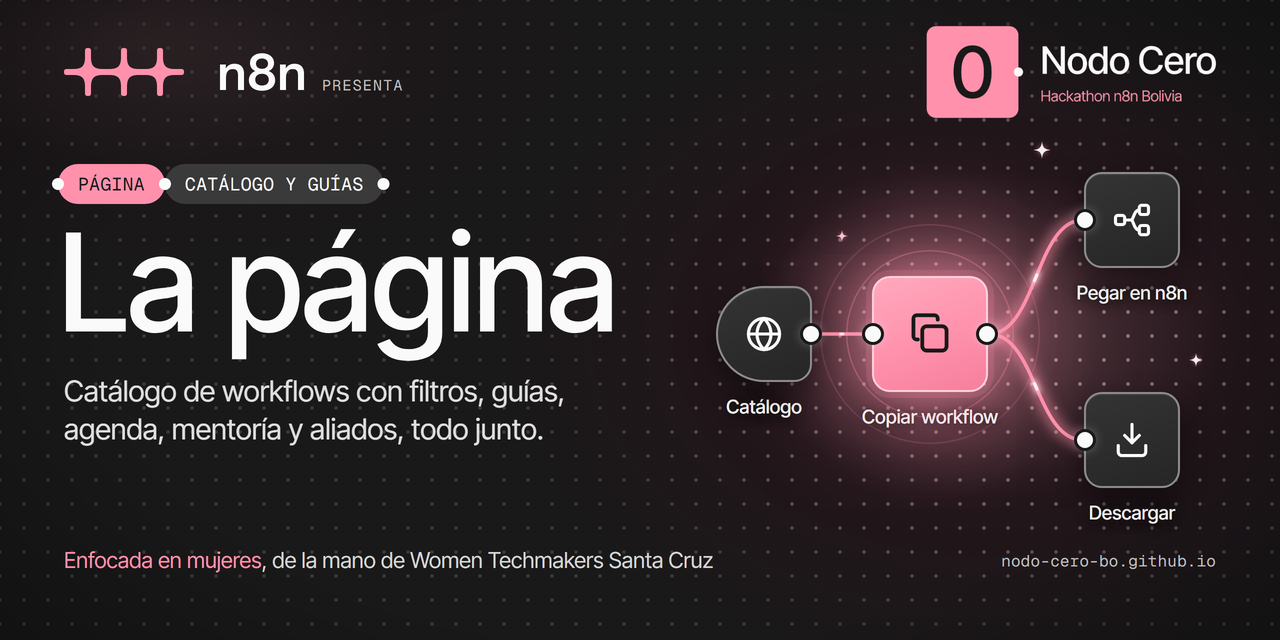 n8n PRESENTA
0
Nodo Cero
Hackathon n8n Bolivia
PÁGINA
CATÁLOGO Y GUÍAS
La página
Catálogo de workflows con filtros, guías,
agenda, mentoría y aliados, todo junto.
Catálogo
Copiar workflow
Pegar en n8n
Descargar
Enfocada en mujeres, de la mano de Women Techmakers Santa Cruz
nodo-cero-bo.github.io